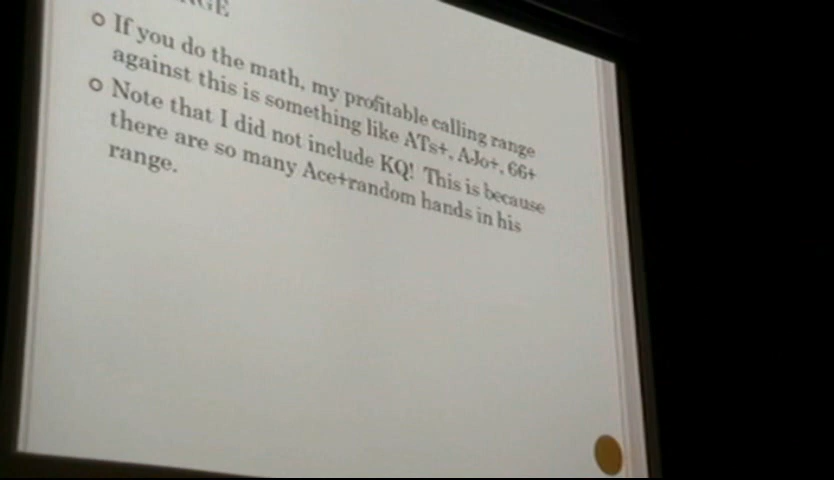 If you do the math, my profitable calling range
against this is something like ATs+, AJo+, 66+
Note that I did not include KQ! This is because
there are so many Ace+random hands in his
range.